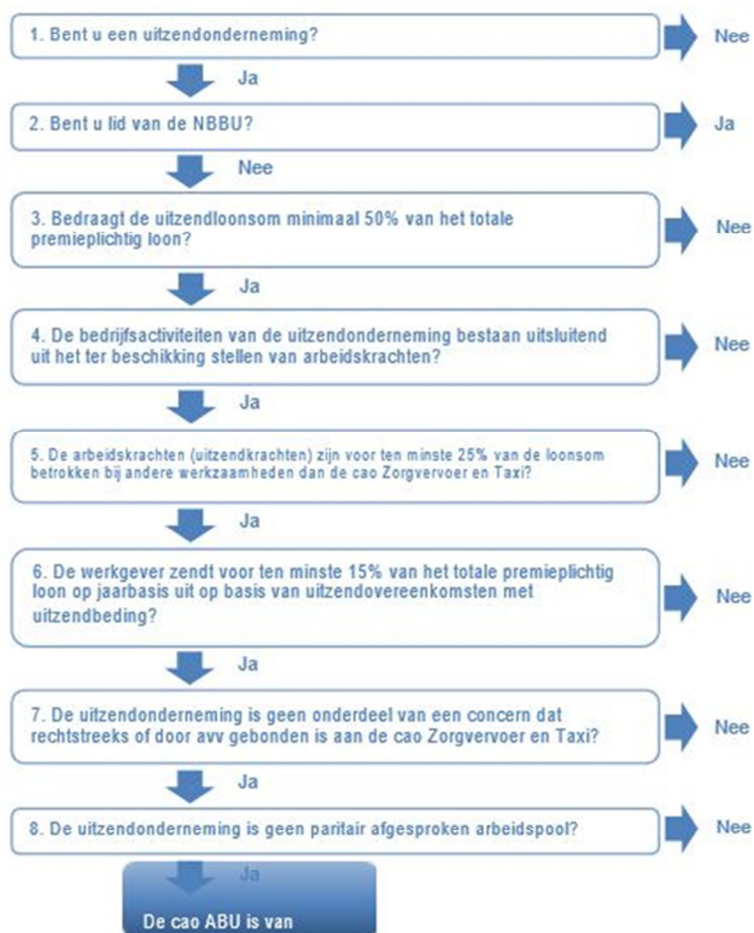 1. Bent u een uitzendonderneming?
Nee
Ja
2. Bent u lid van de NBBU?
Ja
Nee
3. Bedraagt de uitzendloonsom minimaal 50% van het totale
premieplichtig loon?
Nee
Ja
4. De bedrijfsactiviteiten van de uitzendonderneming bestaan uitsluitend
uit het ter beschikking stellen van arbeidskrachten?
Nee
Ja
5. De arbeidskrachten (uitzendkrachten) zijn voor ten minste 25% van de loonsom
betrokken bij andere werkzaamheden dan de cao Zorgvervoer en Taxi?
Nee
Ja
6. De werkgever zendt voor ten minste 15% van het totale premieplichtig
loon op jaarbasis uit op basis van uitzendovereenkomsten met
uitzendbeding?
Nee
Ja
7. De uitzendonderneming is geen onderdeel van een concern dat
rechtstreeks of door avv gebonden is aan de cao Zorgvervoer en Taxi?
Nee
Ja
8. De uitzendonderneming is geen paritair afgesproken arbeidspool?
Nee
Ja
De cao ABU is van